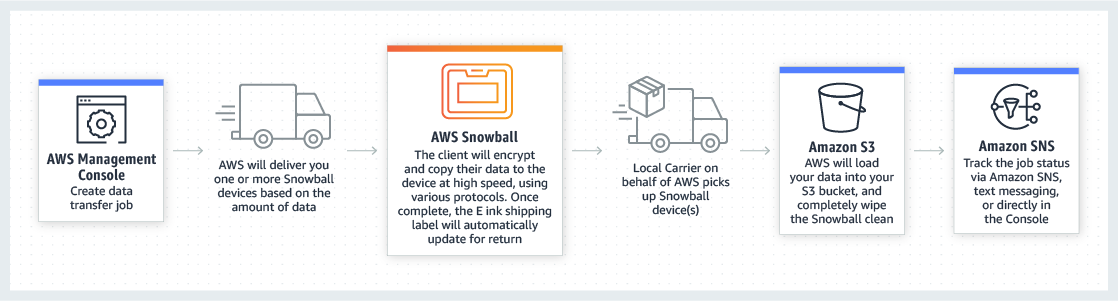 AWS Management
Console
Create data
transfer job
AWS will deliver you
one or more Snowball
devices based on the
amount of data
AWS Snowball
The client will encrypt
and copy their data to the
device at high speed, using
various protocols. Once
complete, the E ink shipping
label will automatically
update for return
Local Carrier on
behalf of AWS picks
up Snowball
device(s)
Amazon S3
AWS will load
your data into your
S3 bucket, and
completely wipe
the Snowball clean
Amazon SNS
Track the job status
via Amazon SNS,
text messaging,
or directly in
the Console